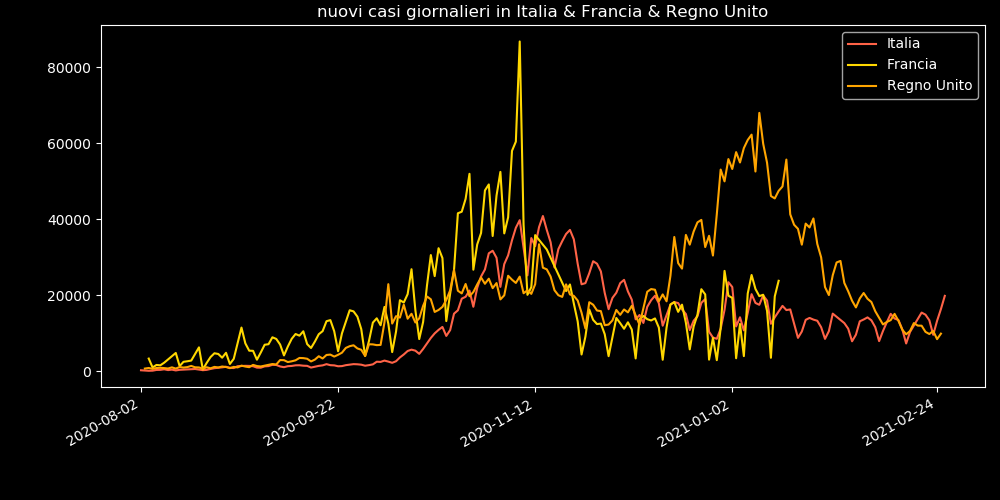 nuovi casi giornalieri in Italia & Francia & Regno Unito
Italia
Francia
Regno Unito
80000
60000
40000
20000
0
2020-08-02
2020-09-22
2020-11-12
2021-01-02
2021-02-24